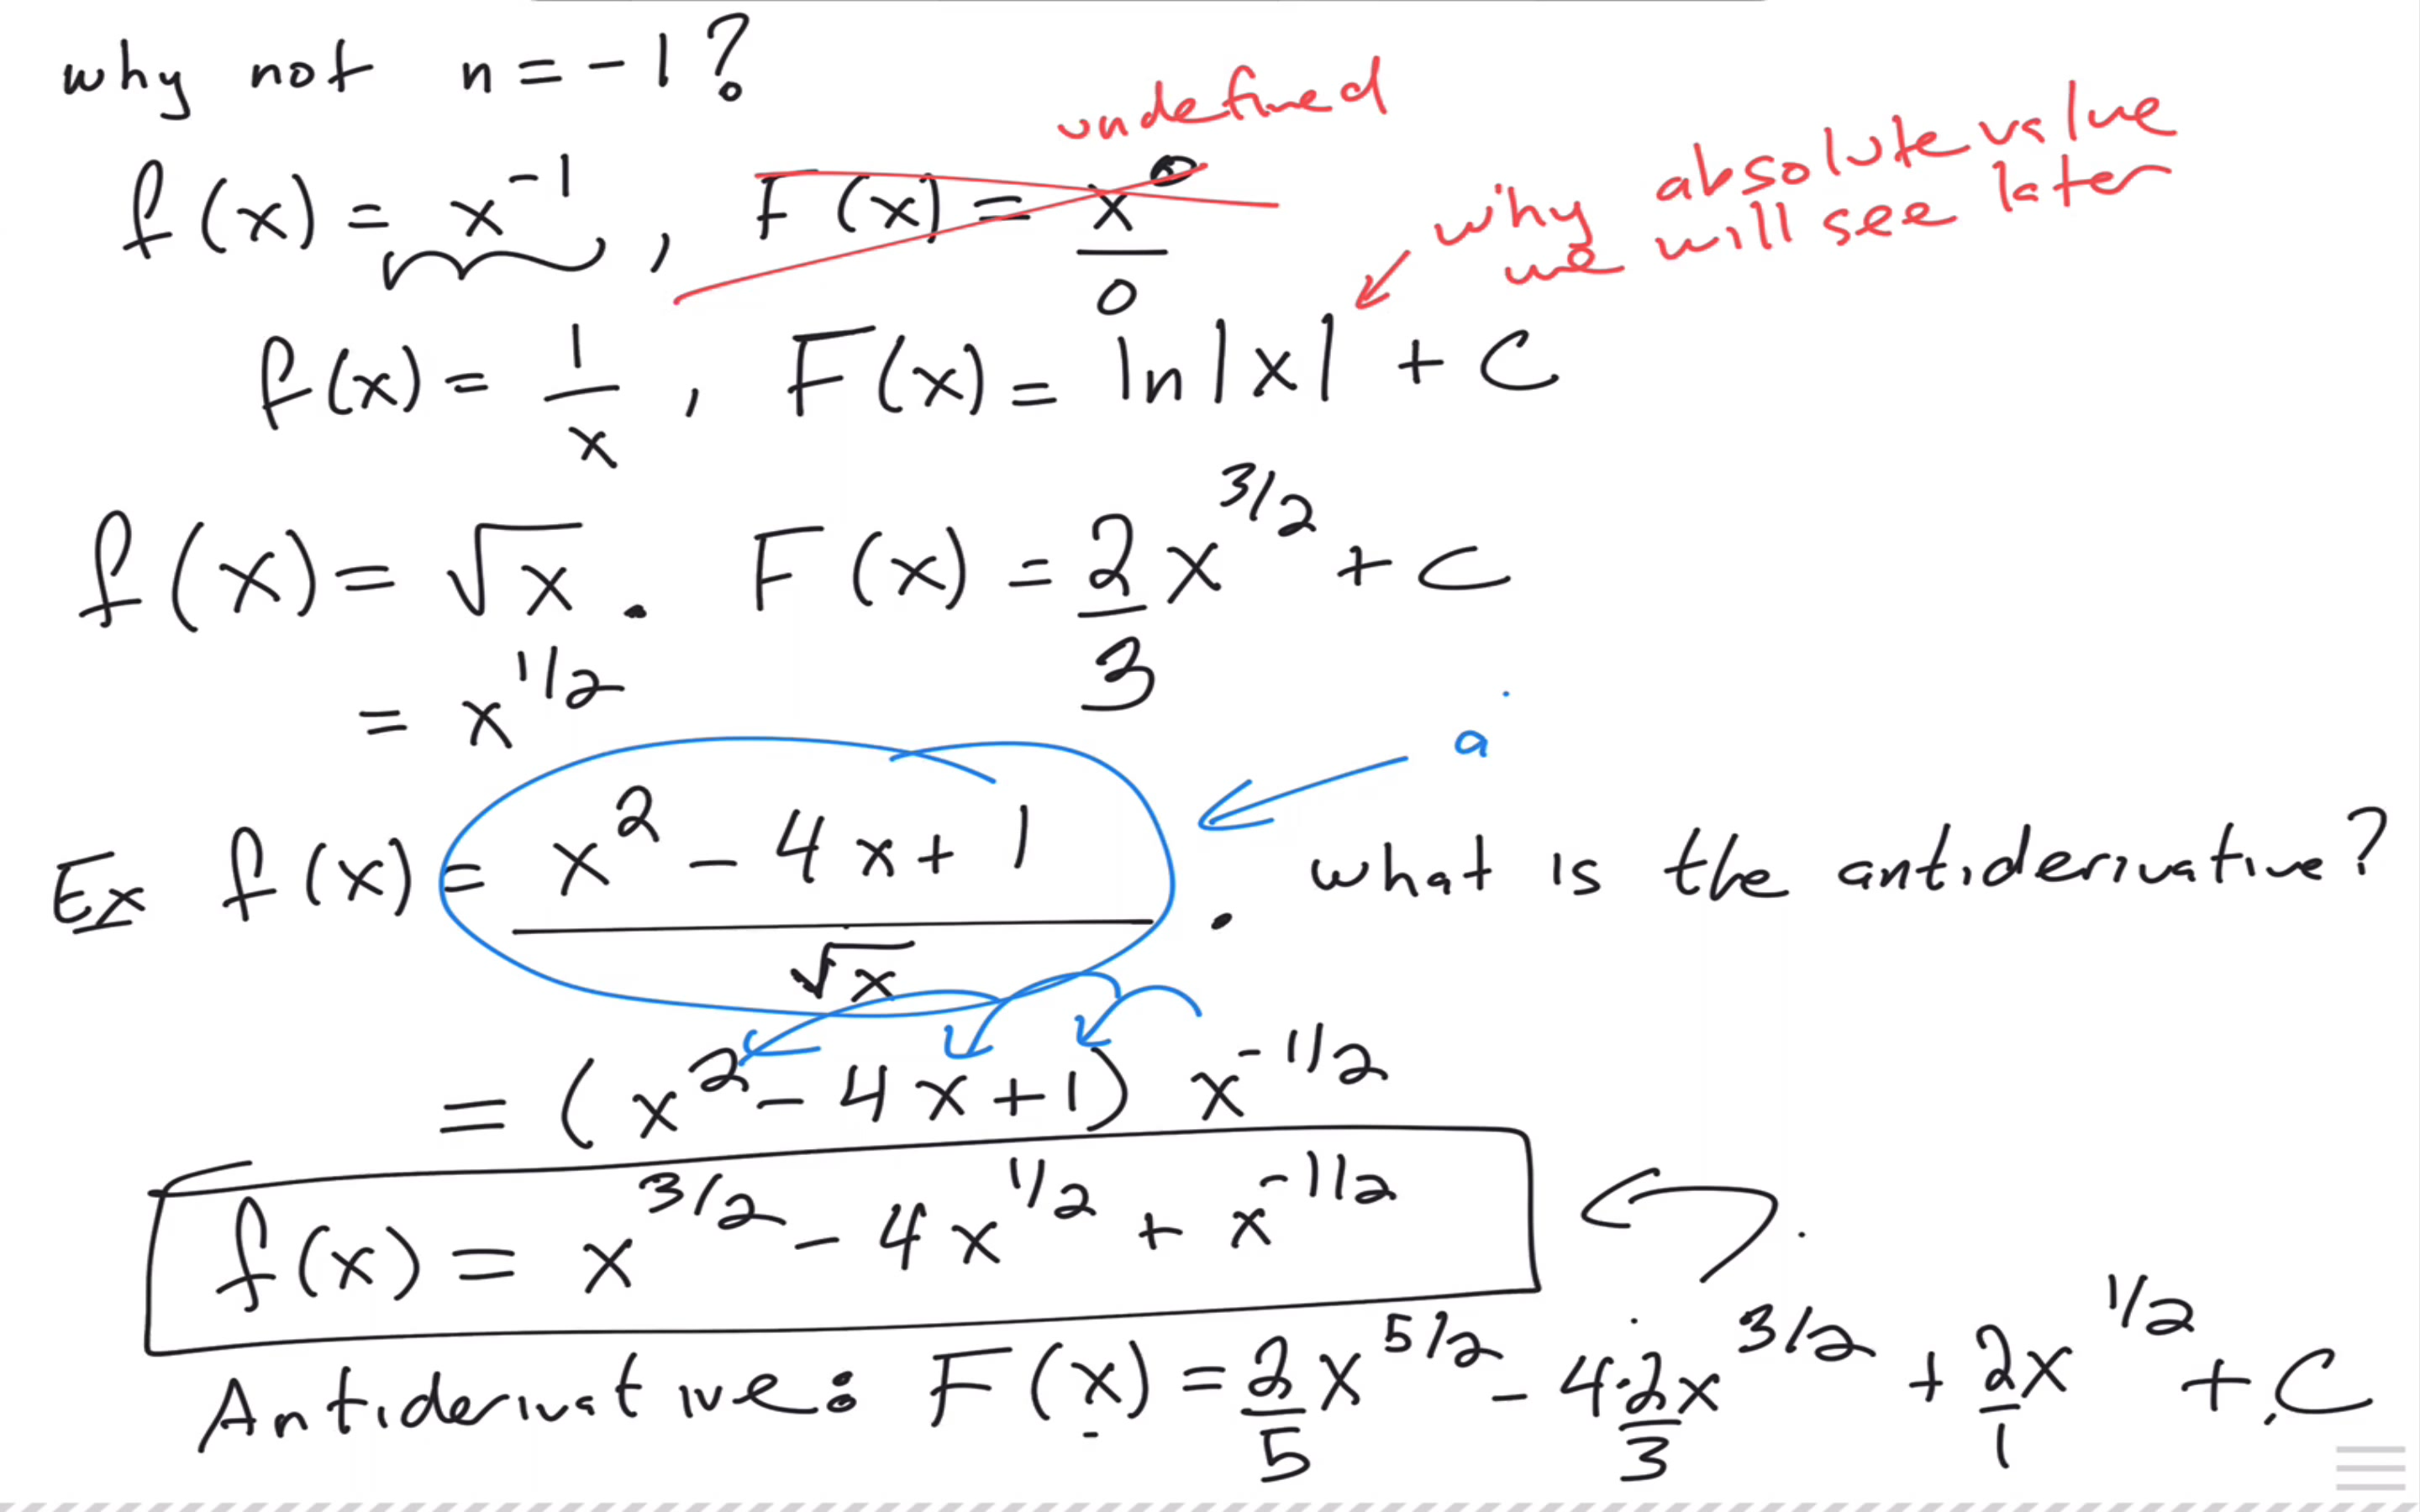 why not n = -1 ?
undefined
f(x) = x^-1 , F(x) = x^0/0
why absolute value
we will see later
f(x) = 1/x , F(x) = ln|x| + C
f(x) = √x . F(x) = 2/3 x^3/2 + C
= x^1/2
a
Ex f(x) = (x^2 - 4x + 1)/√x . what is the antiderivative?
= (x^2 - 4x + 1) x^-1/2
f(x) = x^3/2 - 4x^1/2 + x^-1/2
Antiderivative: F(x) = 2/5 x^5/2 - 4·2/3 x^3/2 + 2/1 x^1/2 + C